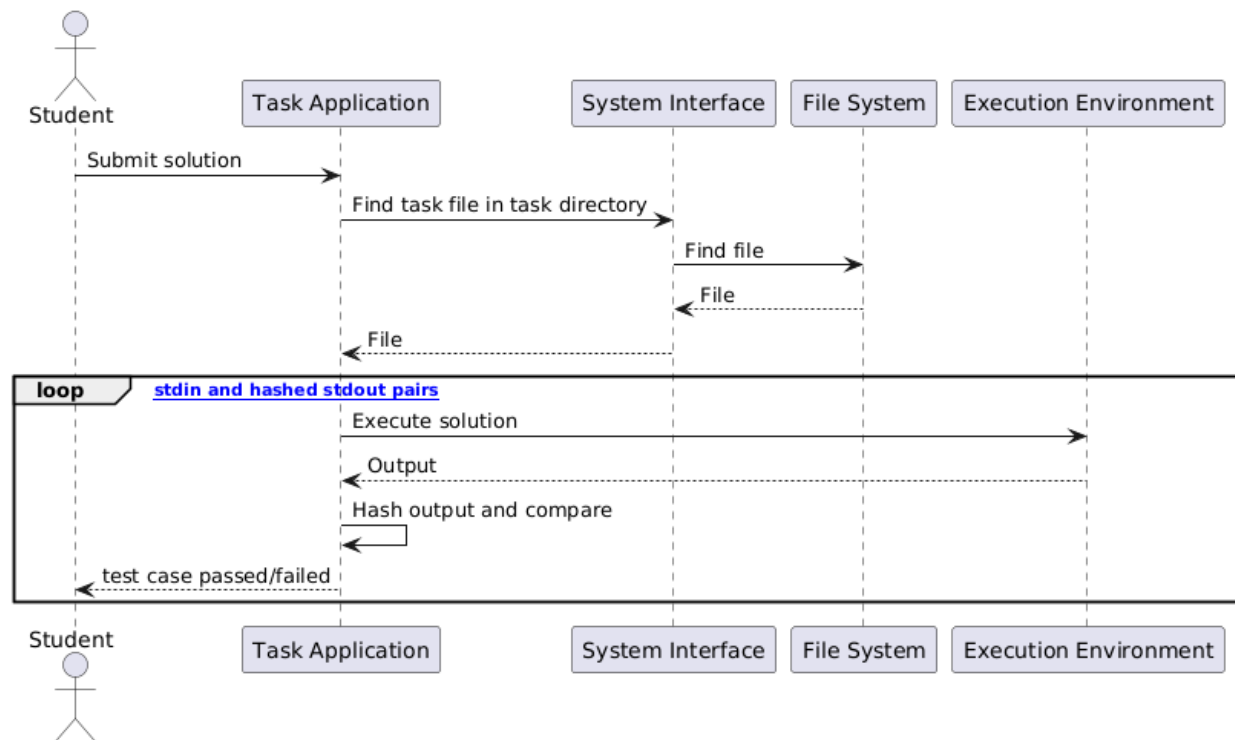 Student
Task Application
System Interface
File System
Execution Environment
Submit solution
Find task file in task directory
Find file
File
File
loop
stdin and hashed stdout pairs
Execute solution
Output
Hash output and compare
test case passed/failed
Student
Task Application
System Interface
File System
Execution Environment